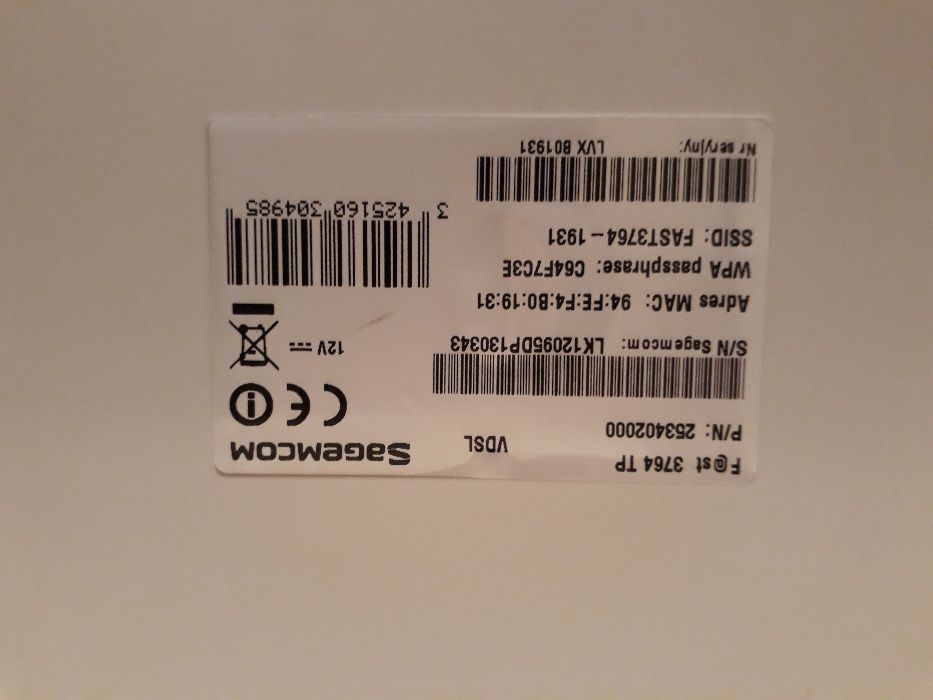 F@st 3764 TP
VDSL
SAGEMCOM
P/N: 253402000
S/N Sagemcom: LK12095DP130343
12V
Adres MAC: 94:FE:F4:B0:19:31
WPA passphrase: C64F7C3E
SSID: FAST3764-1931
3 425160 304985
Nr seryjny: LVX B01931